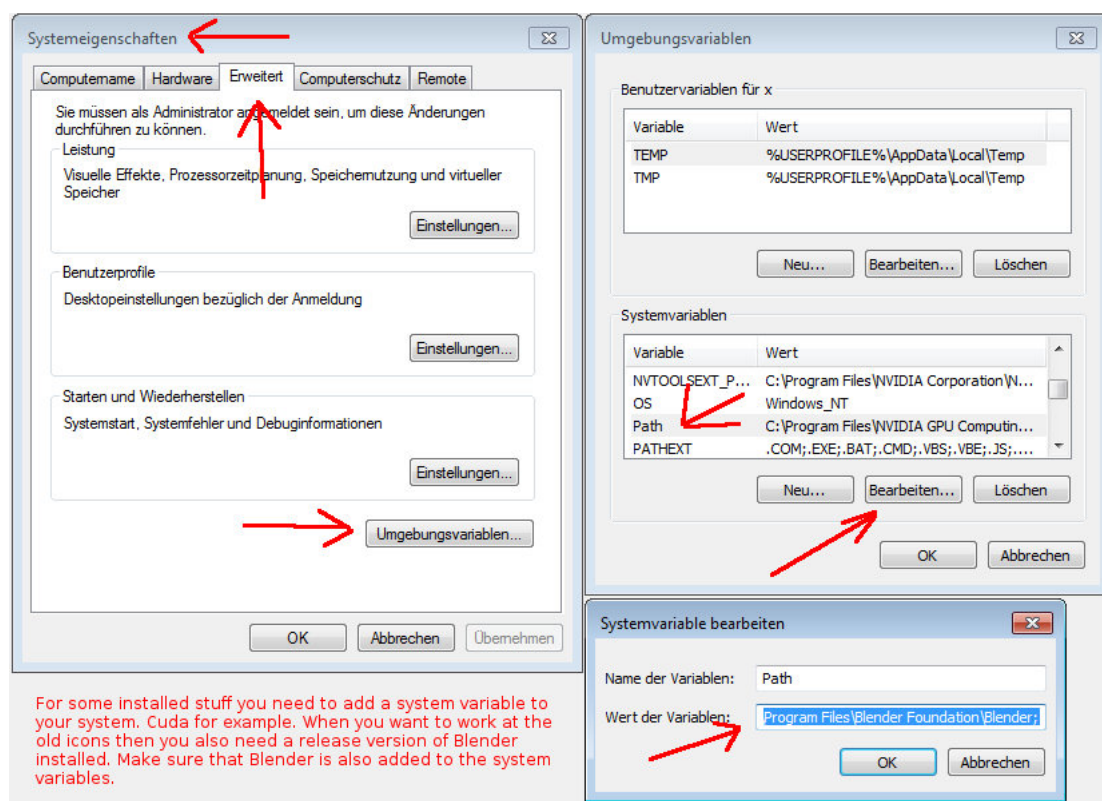 Systemeigenschaften
Computername Hardware Erweitert Computerschutz Remote
Sie müssen als Administrator angemeldet sein, um diese Änderungen
durchführen zu können.
Leistung
Visuelle Effekte, Prozessorzeitplanung, Speichernutzung und virtueller
Speicher
Einstellungen...
Benutzerprofile
Desktopeinstellungen bezüglich der Anmeldung
Einstellungen...
Starten und Wiederherstellen
Systemstart, Systemfehler und Debuginformationen
Einstellungen...
Umgebungsvariablen...
OK Abbrechen Übernehmen
For some installed stuff you need to add a system variable to
your system. Cuda for example. When you want to work at the
old icons then you also need a release version of Blender
installed. Make sure that Blender is also added to the system
variables.
Umgebungsvariablen
Benutzervariablen für x
Variable Wert
TEMP %USERPROFILE%\AppData\Local\Temp
TMP %USERPROFILE%\AppData\Local\Temp
Neu... Bearbeiten... Löschen
Systemvariablen
Variable Wert
NVTOOLSEXT_P... C:\Program Files\NVIDIA Corporation\N...
OS Windows_NT
Path C:\Program Files\NVIDIA GPU Computin...
PATHEXT .COM;.EXE;.BAT;.CMD;.VBS;.VBE;.JS;....
Neu... Bearbeiten... Löschen
OK Abbrechen
Systemvariable bearbeiten
Name der Variablen: Path
Wert der Variablen: Program Files\Blender Foundation\Blender;
OK Abbrechen